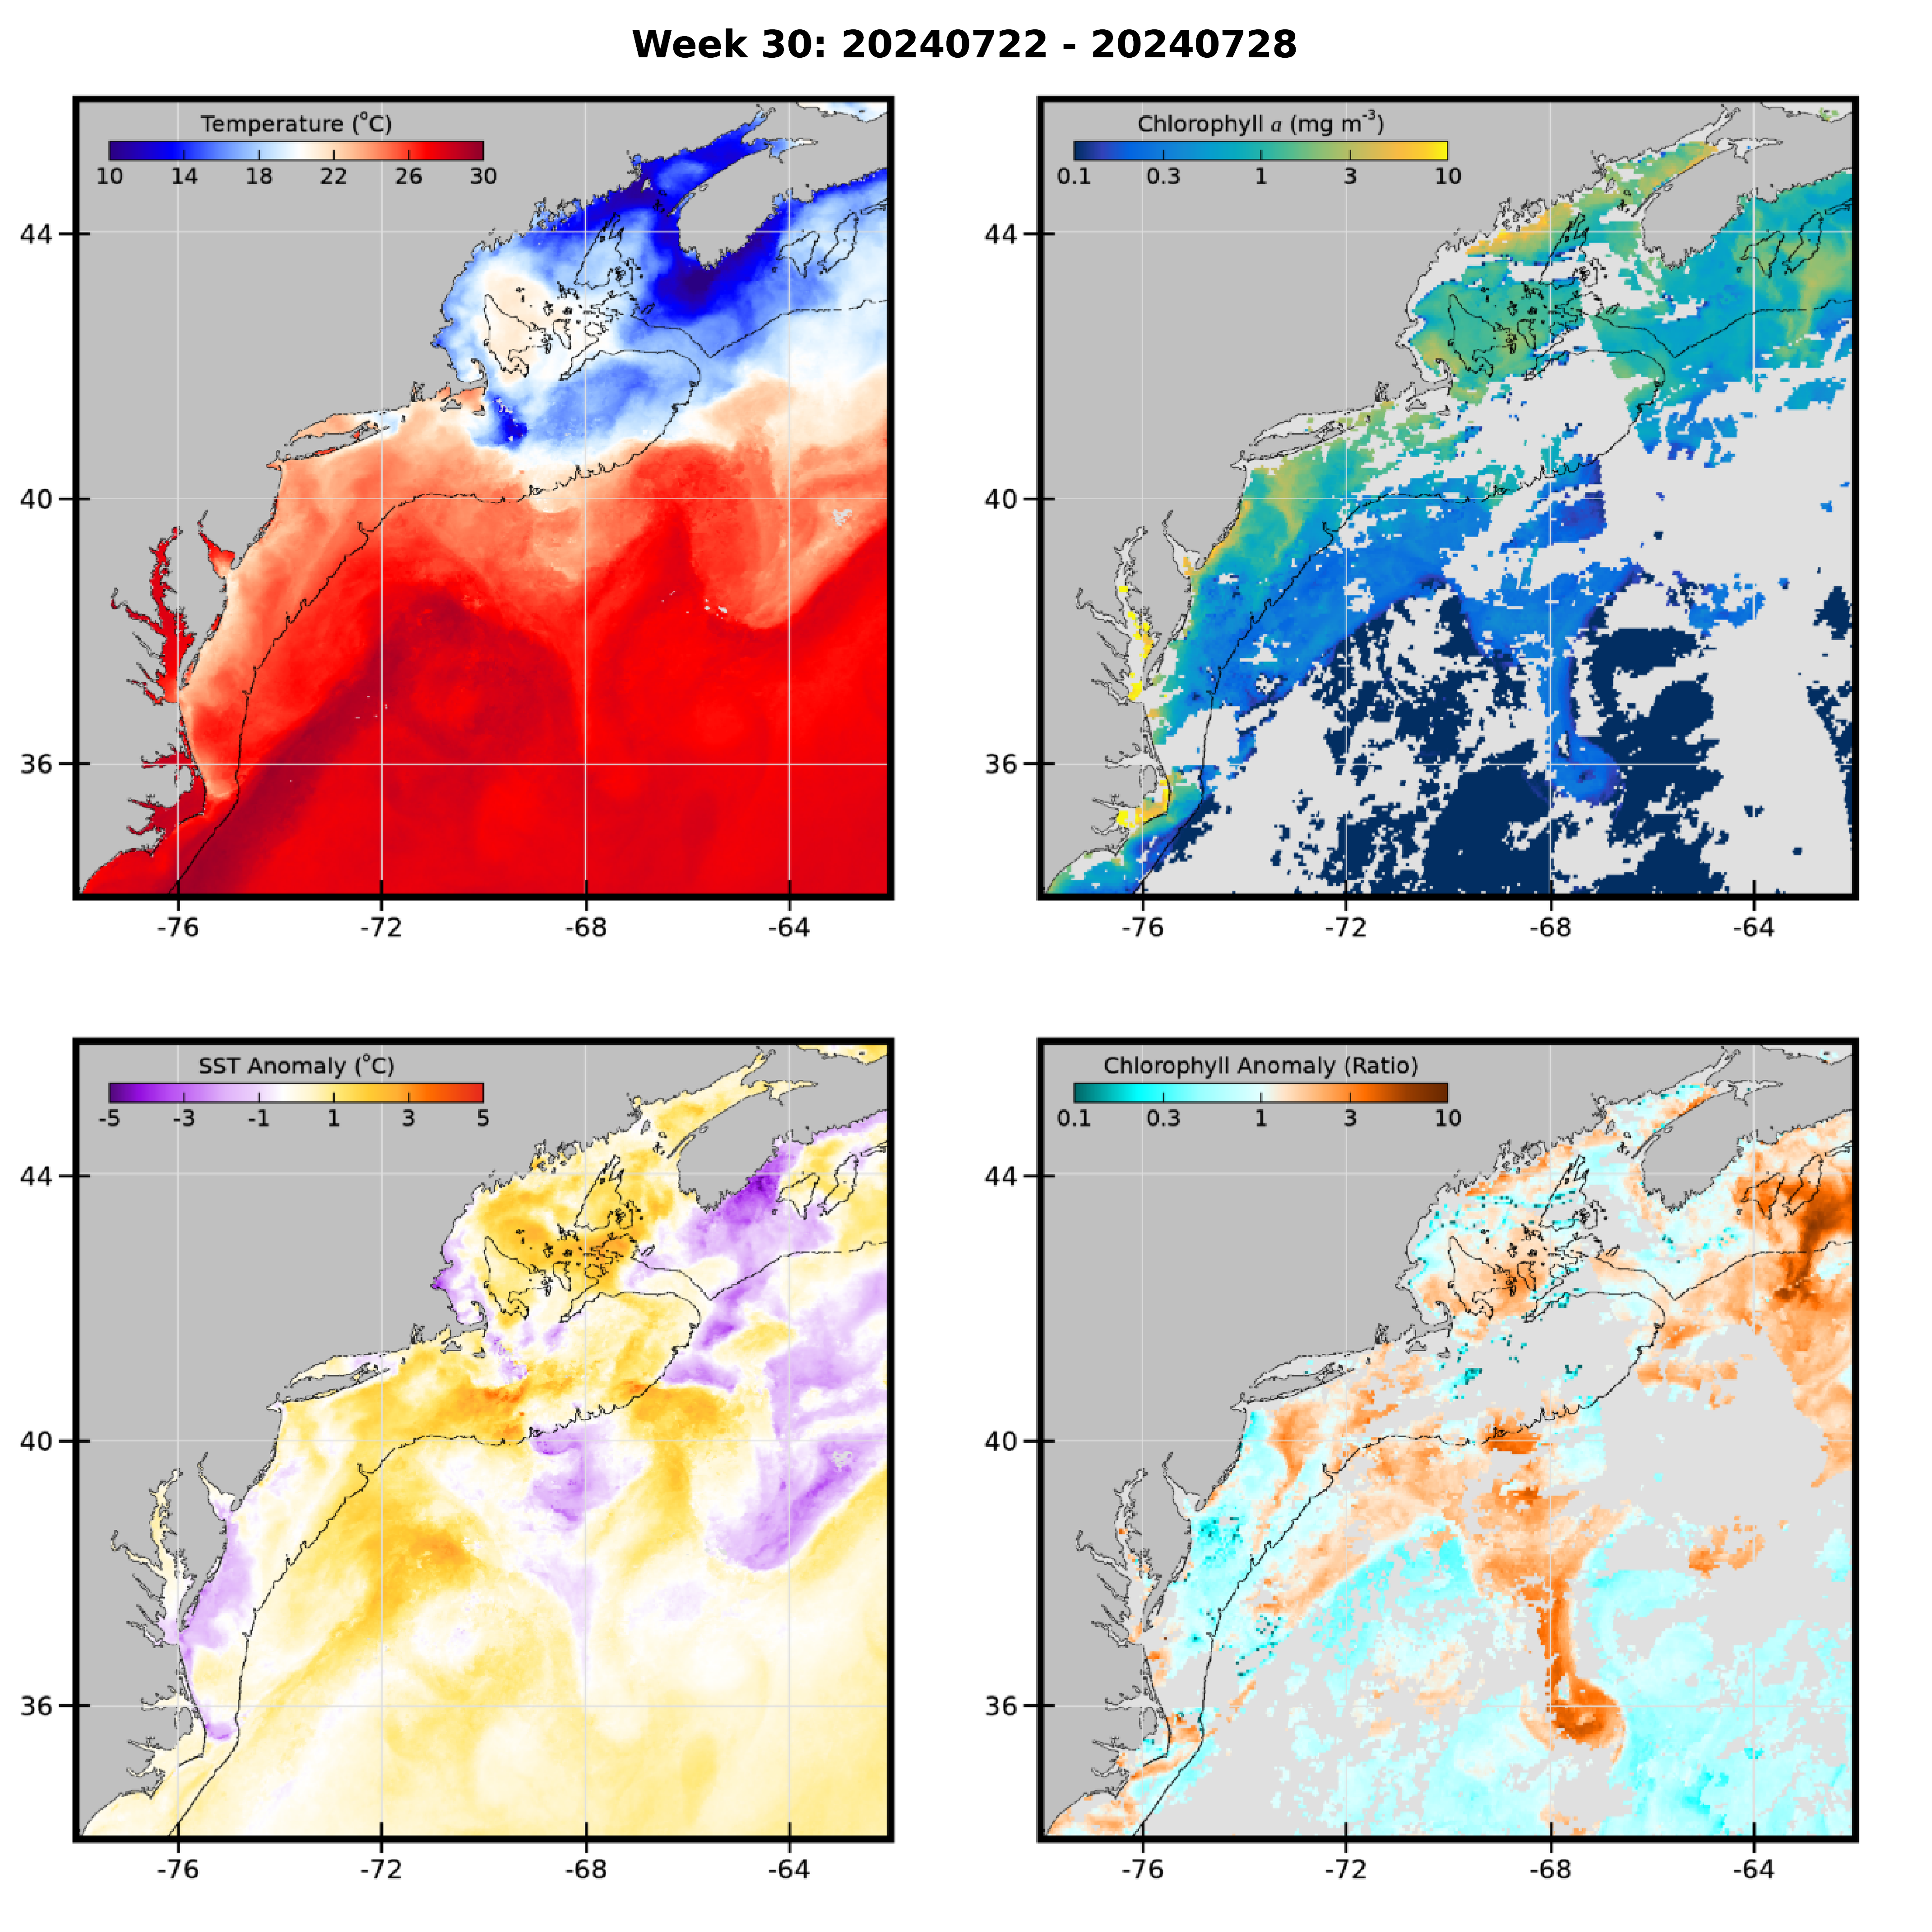 Week 30: 20240722 - 20240728
Temperature (°C)
10 14 18 22 26 30
44
40
36
-76 -72 -68 -64
Chlorophyll a (mg m⁻³)
0.1 0.3 1 3 10
44
40
36
-76 -72 -68 -64
SST Anomaly (°C)
-5 -3 -1 1 3 5
44
40
36
-76 -72 -68 -64
Chlorophyll Anomaly (Ratio)
0.1 0.3 1 3 10
44
40
36
-76 -72 -68 -64